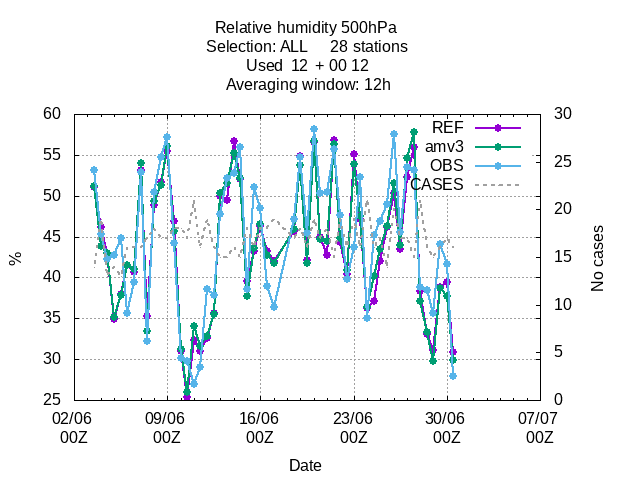 Relative humidity 500hPa
Selection: ALL 28 stations
Used 12 + 00 12
Averaging window: 12h
60 30
REF
amv3
55 25
OBS
CASES
50 20
45
% 15 No cases
40
35 10
30 5
25 0
02/06 09/06 16/06 23/06 30/06 07/07
00Z 00Z 00Z 00Z 00Z 00Z
Date